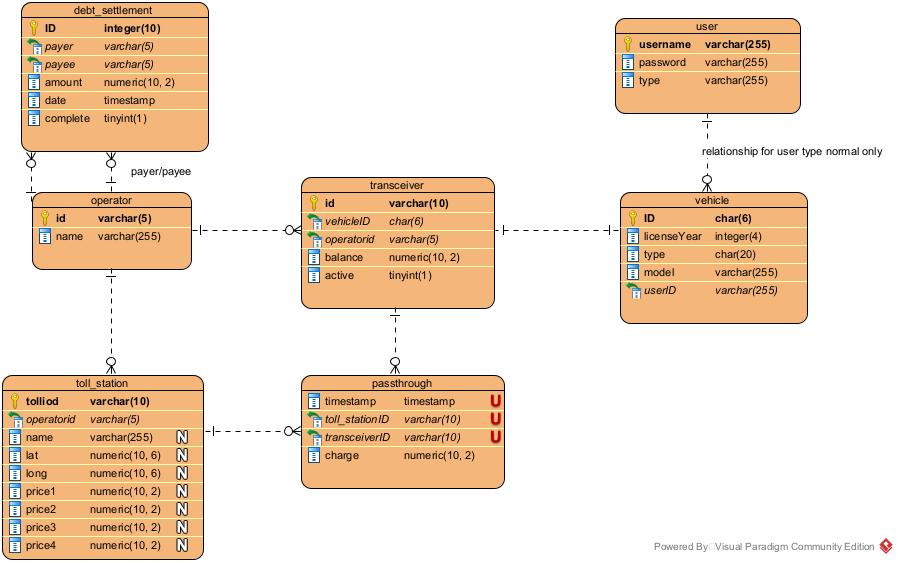 debt_settlement
ID integer(10)
payer varchar(5)
payee varchar(5)
amount numeric(10, 2)
date timestamp
complete tinyint(1)
user
username varchar(255)
password varchar(255)
type varchar(255)
payer/payee
relationship for user type normal only
operator
id varchar(5)
name varchar(255)
transceiver
id varchar(10)
vehicleID char(6)
operatorid varchar(5)
balance numeric(10, 2)
active tinyint(1)
vehicle
ID char(6)
licenseYear integer(4)
type char(20)
model varchar(255)
userID varchar(255)
toll_station
tolliod varchar(10)
operatorid varchar(5)
name varchar(255) N
lat numeric(10, 6) N
long numeric(10, 6) N
price1 numeric(10, 2) N
price2 numeric(10, 2) N
price3 numeric(10, 2) N
price4 numeric(10, 2) N
passthrough
timestamp timestamp U
toll_stationID varchar(10) U
transceiverID varchar(10) U
charge numeric(10, 2)
Powered By Visual Paradigm Community Edition